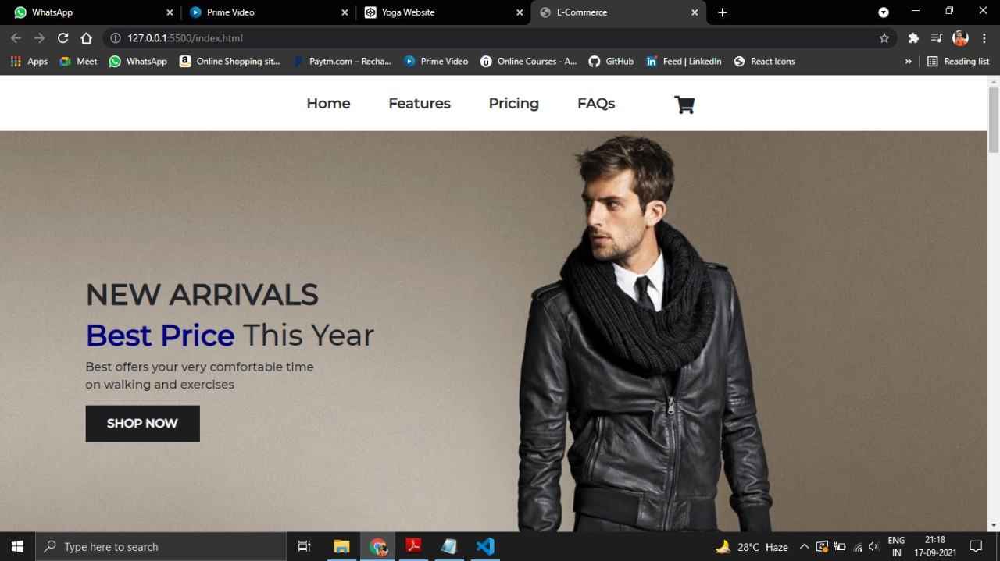 WhatsApp
Prime Video
Yoga Website
E-Commerce
127.0.0.1:5500/index.html
Apps
Meet
WhatsApp
Online Shopping sit...
Paytm.com – Recha...
Prime Video
Online Courses - A...
GitHub
Feed | LinkedIn
React Icons
»
Reading list
Home
Features
Pricing
FAQs
NEW ARRIVALS
Best Price This Year
Best offers your very comfortable time
on walking and exercises
SHOP NOW
Type here to search
28°C Haze
ENG
IN
21:18
17-09-2021